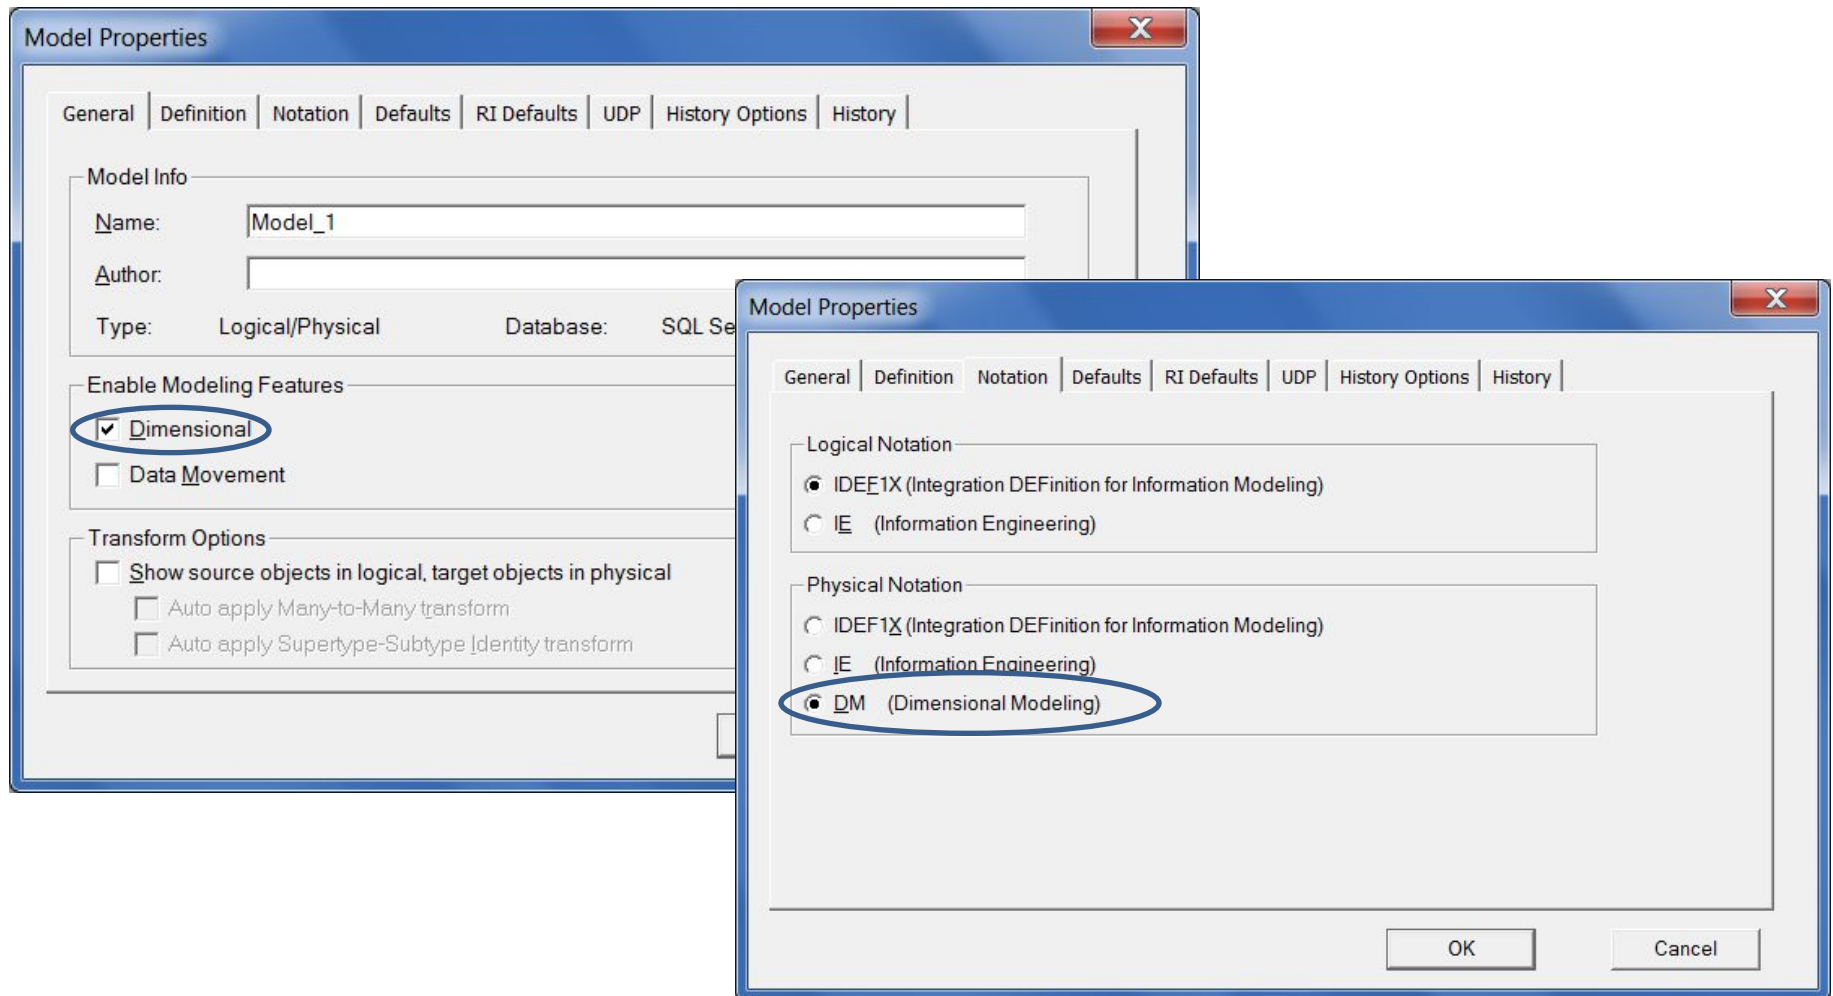 Model Properties
X
General Definition Notation Defaults RI Defaults UDP History Options History
Model Info
Name: Model_1
Author:
Type: Logical/Physical Database: SQL Se
Enable Modeling Features
Dimensional
Data Movement
Transform Options
Show source objects in logical, target objects in physical
Auto apply Many-to-Many transform
Auto apply Supertype-Subtype Identity transform
Model Properties
X
General Definition Notation Defaults RI Defaults UDP History Options History
Logical Notation
IDEF1X (Integration DEFinition for Information Modeling)
IE (Information Engineering)
Physical Notation
IDEF1X (Integration DEFinition for Information Modeling)
IE (Information Engineering)
DM (Dimensional Modeling)
OK Cancel